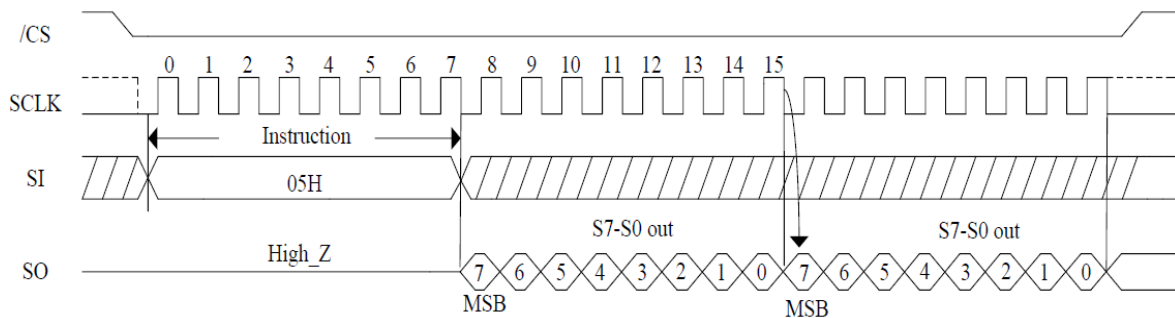 /CS
0 1 2 3 4 5 6 7 8 9 10 11 12 13 14 15
SCLK
Instruction
SI
05H
S7-S0 out S7-S0 out
High_Z
SO
7 6 5 4 3 2 1 0 7 6 5 4 3 2 1 0
MSB MSB